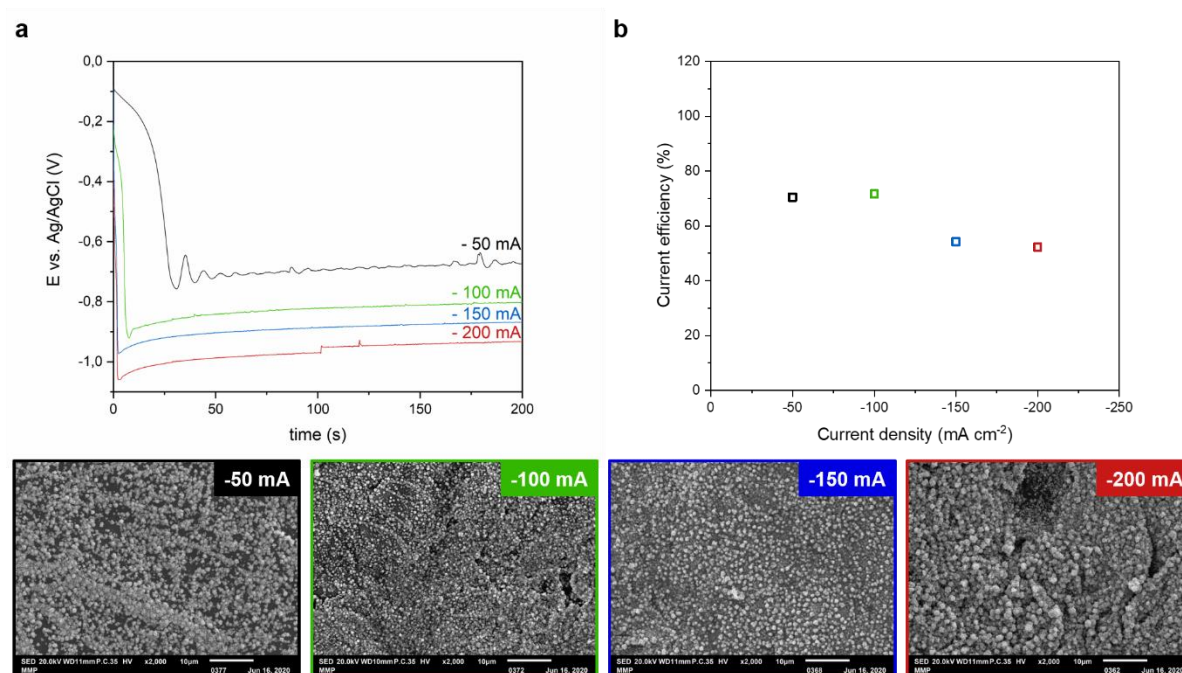 a
b
0,0
-0,2
-0,4
-0,6
-0,8
-1,0
E vs. Ag/AgCl (V)
- 50 mA
- 100 mA
- 150 mA
- 200 mA
0
50
100
150
200
time (s)
120
100
80
60
40
20
0
Current efficiency (%)
0
-50
-100
-150
-200
-250
Current density (mA cm⁻²)
-50 mA
SED 20.0kV WD11mm P.C.35 HV x2,000 10μm
MMP 0377 Jun 16, 2020
-100 mA
SED 20.0kV WD10mm P.C.35 HV x2,000 10μm
MMP 0372 Jun 16, 2020
-150 mA
SED 20.0kV WD11mm P.C.35 HV x2,000 10μm
MMP 0368 Jun 16, 2020
-200 mA
SED 20.0kV WD11mm P.C.35 HV x2,000 10μm
MMP 0362 Jun 16, 2020